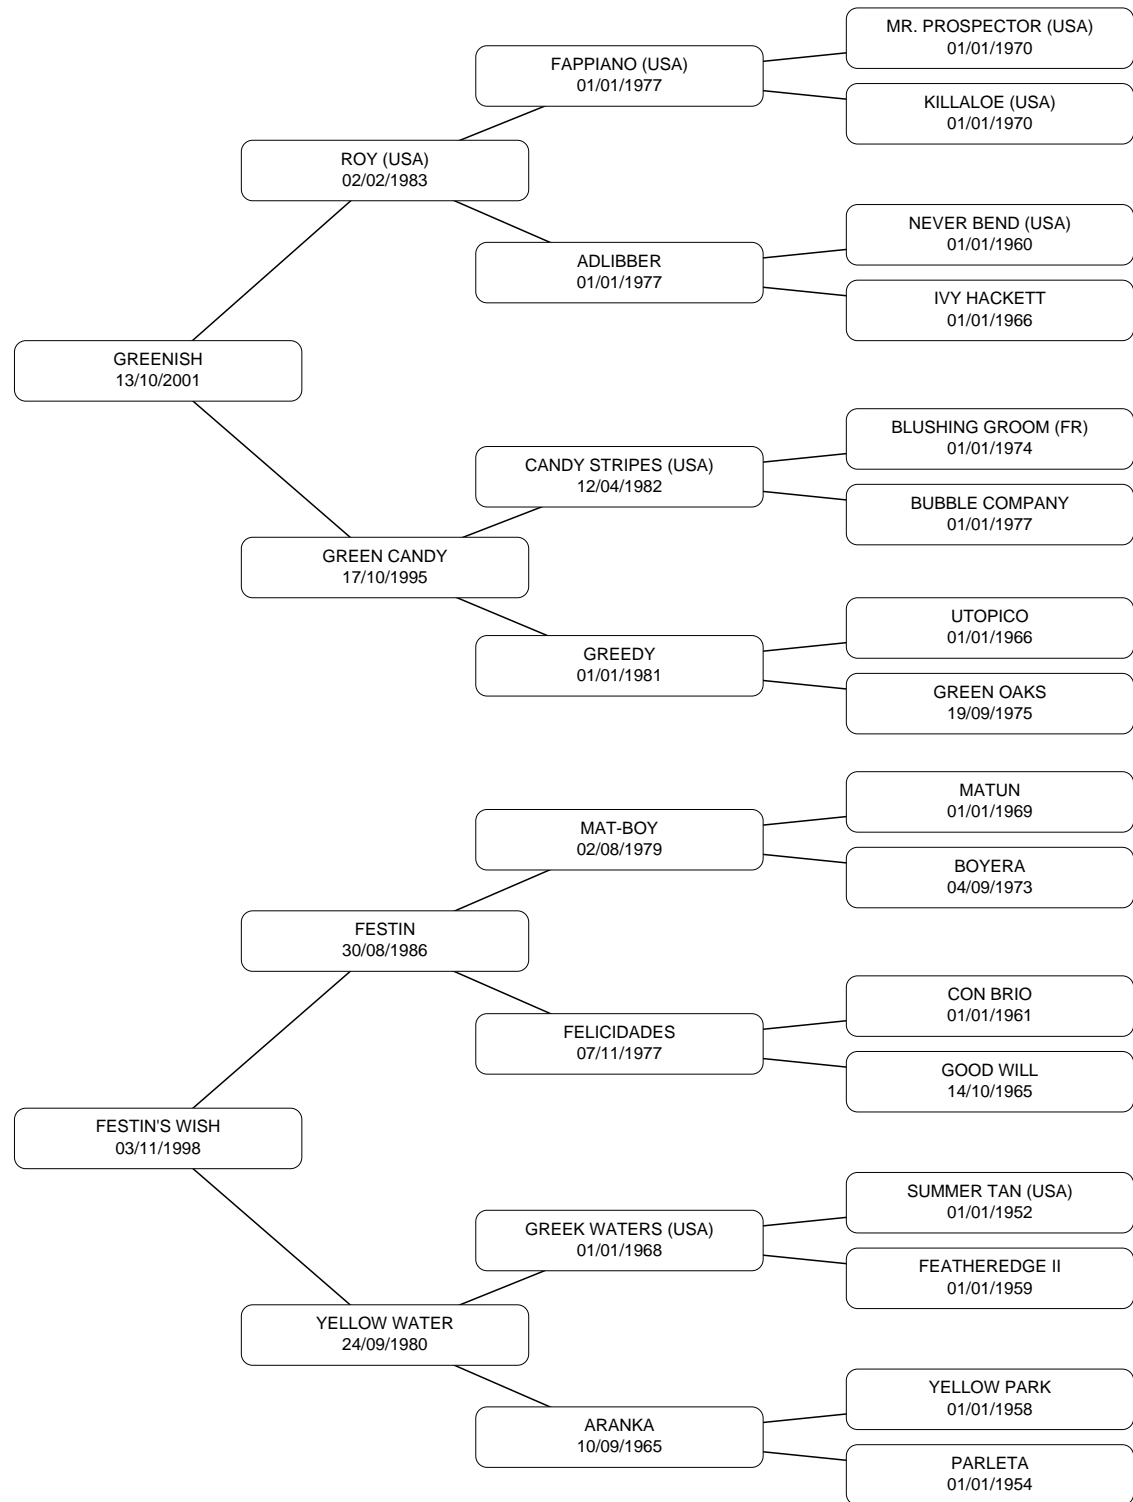 MR. PROSPECTOR (USA)
01/01/1970
FAPPIANO (USA)
01/01/1977
KILLALOE (USA)
01/01/1970
ROY (USA)
02/02/1983
NEVER BEND (USA)
01/01/1960
ADLIBBER
01/01/1977
IVY HACKETT
01/01/1966
GREENISH
13/10/2001
BLUSHING GROOM (FR)
01/01/1974
CANDY STRIPES (USA)
12/04/1982
BUBBLE COMPANY
01/01/1977
GREEN CANDY
17/10/1995
UTOPICO
01/01/1966
GREEDY
01/01/1981
GREEN OAKS
19/09/1975
MATUN
01/01/1969
MAT-BOY
02/08/1979
BOYERA
04/09/1973
FESTIN
30/08/1986
CON BRIO
01/01/1961
FELICIDADES
07/11/1977
GOOD WILL
14/10/1965
FESTIN'S WISH
03/11/1998
SUMMER TAN (USA)
01/01/1952
GREEK WATERS (USA)
01/01/1968
FEATHEREDGE II
01/01/1959
YELLOW WATER
24/09/1980
YELLOW PARK
01/01/1958
ARANKA
10/09/1965
PARLETA
01/01/1954